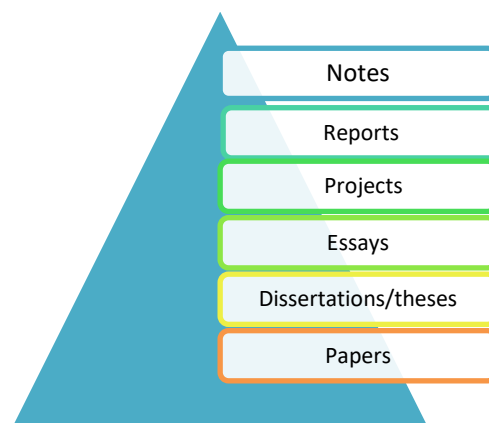 Notes
Reports
Projects
Essays
Dissertations/theses
Papers